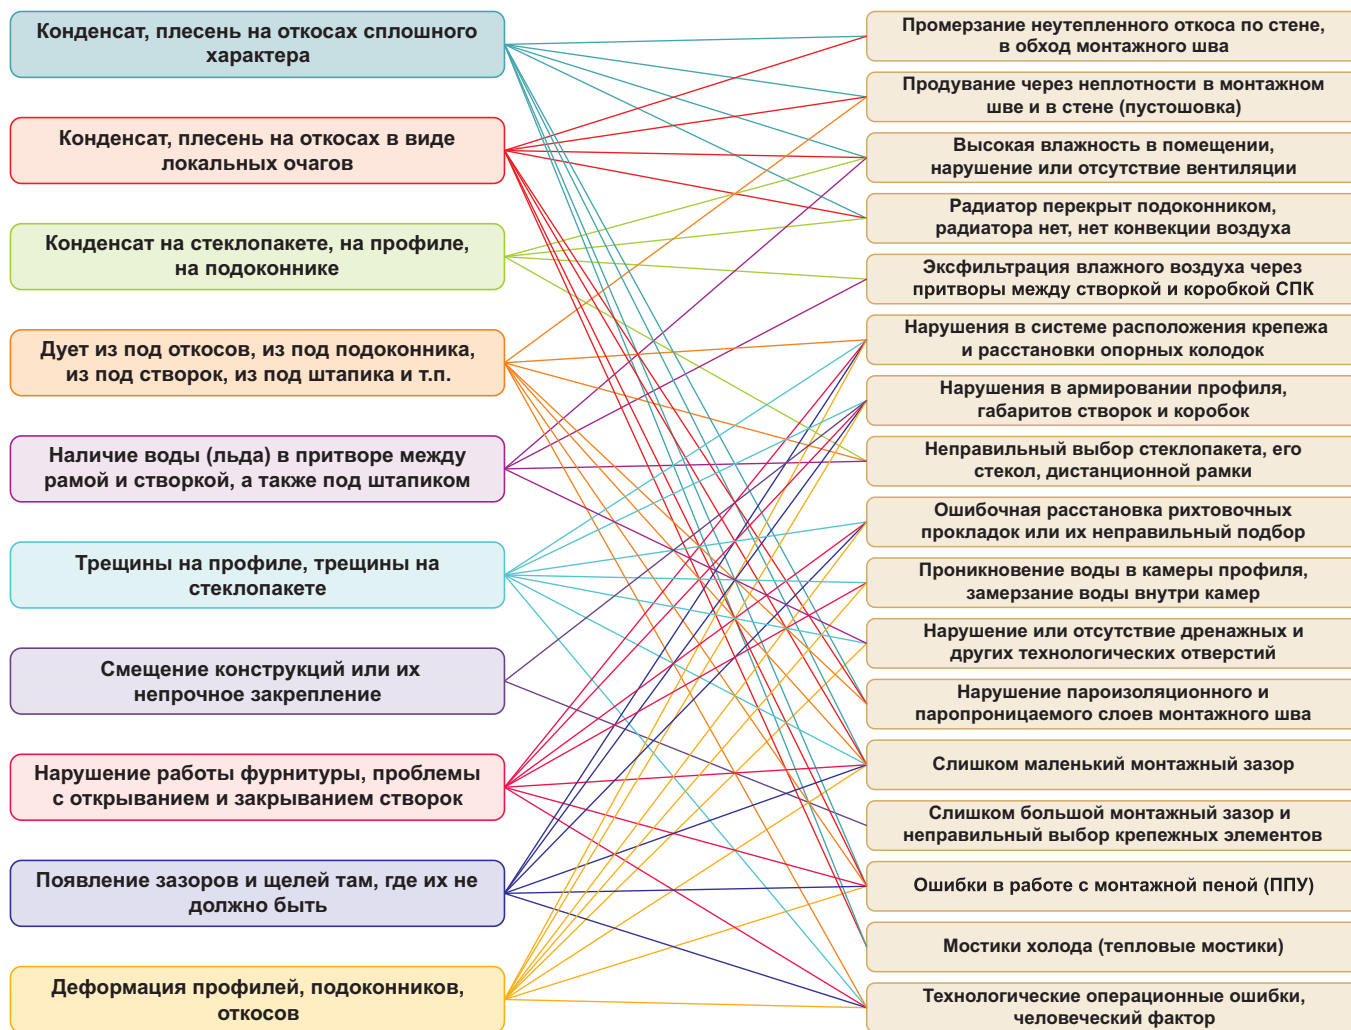 Конденсат, плесень на откосах сплошного
характера
Конденсат, плесень на откосах в виде
локальных очагов
Конденсат на стеклопакете, на профиле,
на подоконнике
Дует из под откосов, из под подоконника,
из под створок, из под штапика и т.п.
Наличие воды (льда) в притворе между
рамой и створкой, а также под штапиком
Трещины на профиле, трещины на
стеклопакете
Смещение конструкций или их
непрочное закрепление
Нарушение работы фурнитуры, проблемы
с открыванием и закрыванием створок
Появление зазоров и щелей там, где их не
должно быть
Деформация профилей, подоконников,
откосов
Промерзание неутепленного откоса по стене,
в обход монтажного шва
Продувание через неплотности в монтажном
шве и в стене (пустошовка)
Высокая влажность в помещении,
нарушение или отсутствие вентиляции
Радиатор перекрыт подоконником,
радиатора нет, нет конвекции воздуха
Эксфильтрация влажного воздуха через
притворы между створкой и коробкой СПК
Нарушения в системе расположения крепежа
и расстановки опорных колодок
Нарушения в армировании профиля,
габаритов створок и коробок
Неправильный выбор стеклопакета, его
стекол, дистанционной рамки
Ошибочная расстановка рихтовочных
прокладок или их неправильный подбор
Проникновение воды в камеры профиля,
замерзание воды внутри камер
Нарушение или отсутствие дренажных и
других технологических отверстий
Нарушение пароизоляционного и
паропроницаемого слоев монтажного шва
Слишком маленький монтажный зазор
Слишком большой монтажный зазор и
неправильный выбор крепежных элементов
Ошибки в работе с монтажной пеной (ППУ)
Мостики холода (тепловые мостики)
Технологические операционные ошибки,
человеческий фактор